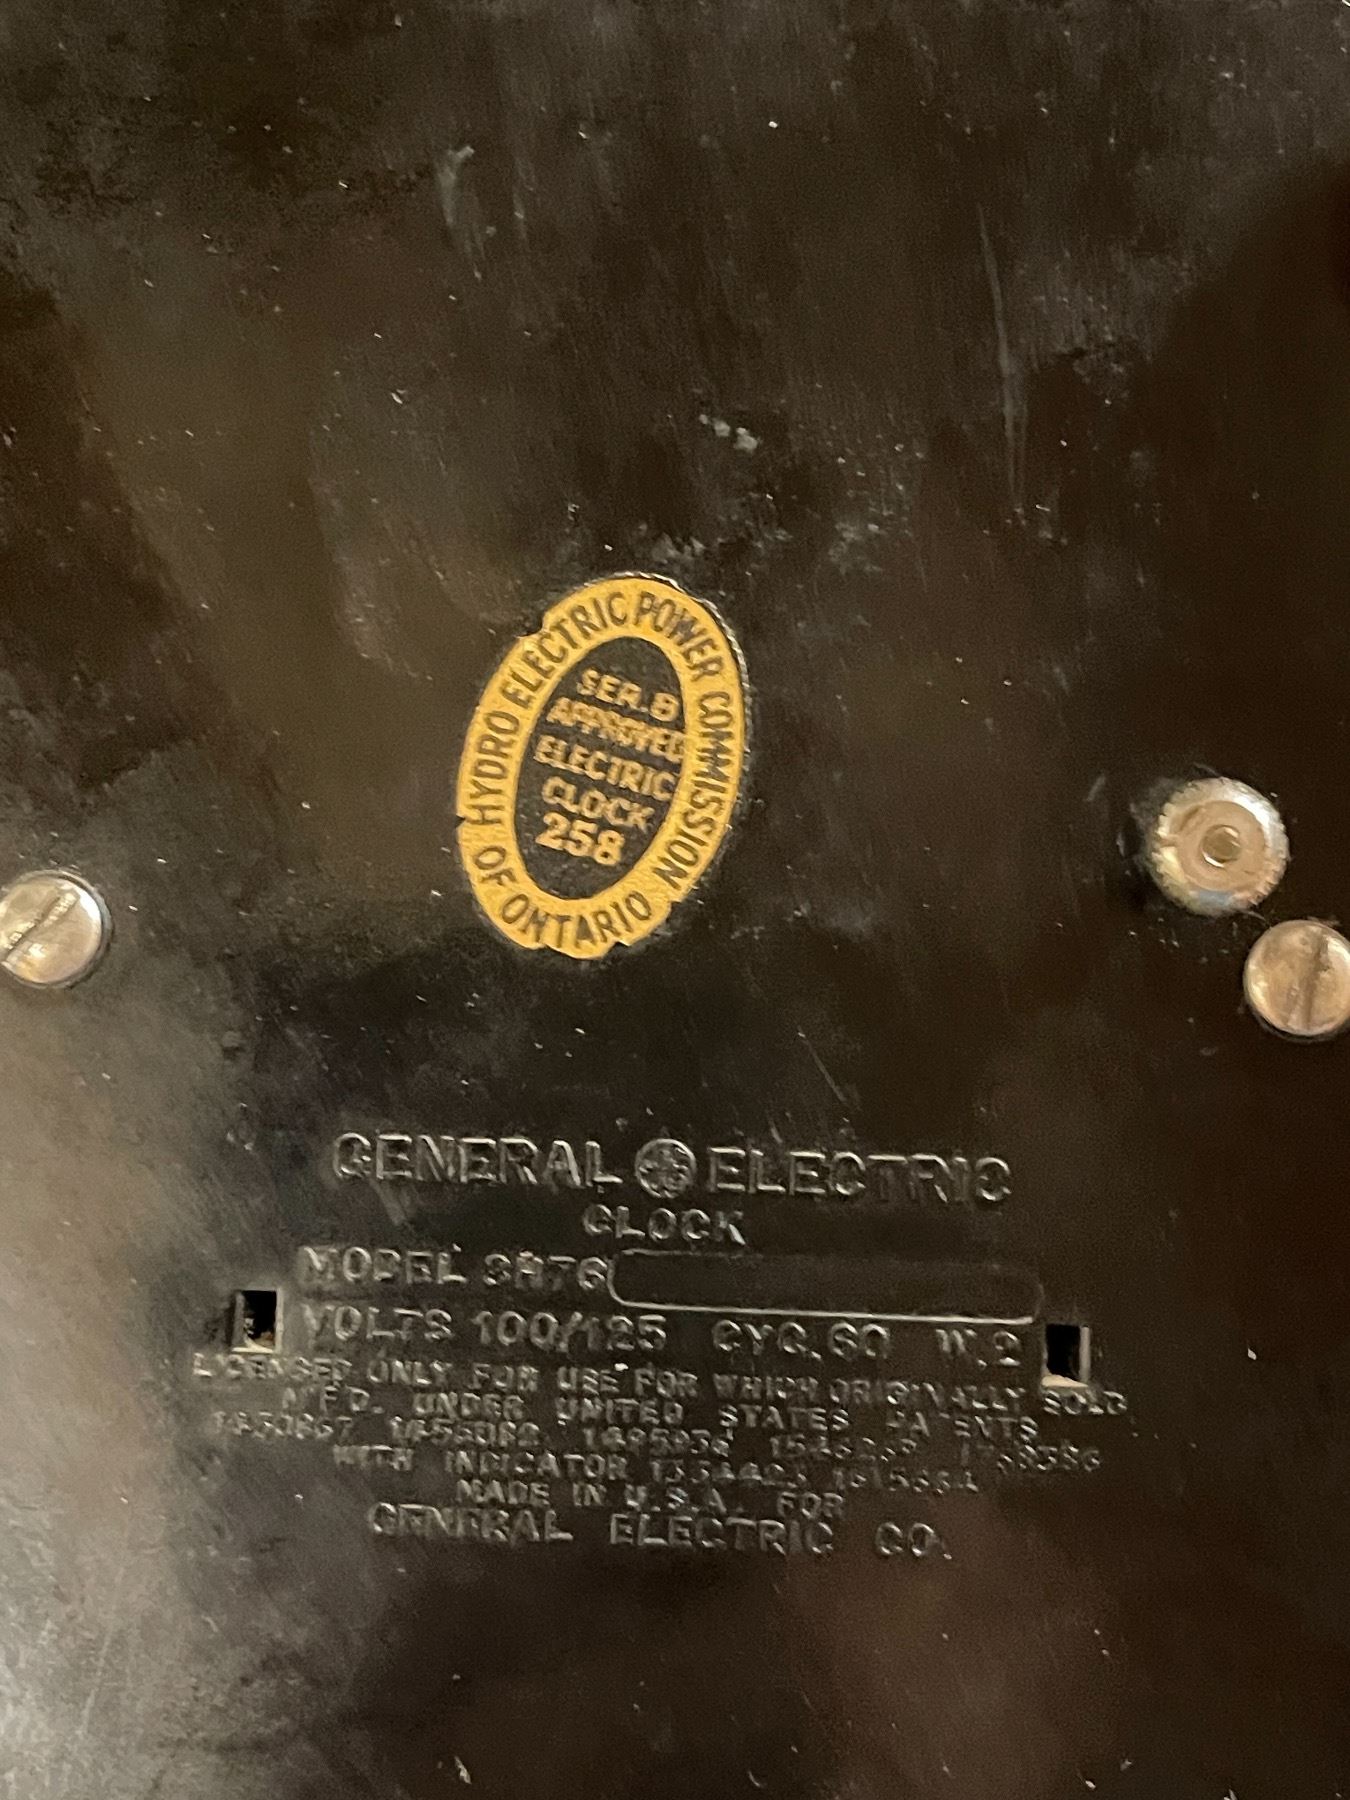 HYDRO ELECTRIC POWER COMMISSION
OF ONTARIO
SER. B
APPROVED
ELECTRIC
CLOCK
258
GENERAL GE ELECTRIC
CLOCK
MODEL
VOLTS 100/125 CYC. 60 W. 2
LICENSED ONLY FOR USE FOR WHICH ORIGINALLY SOLD
M'F'D. UNDER UNITED STATES PATENTS
WITH INDICATOR
MADE IN U.S.A. FOR
GENERAL ELECTRIC CO.